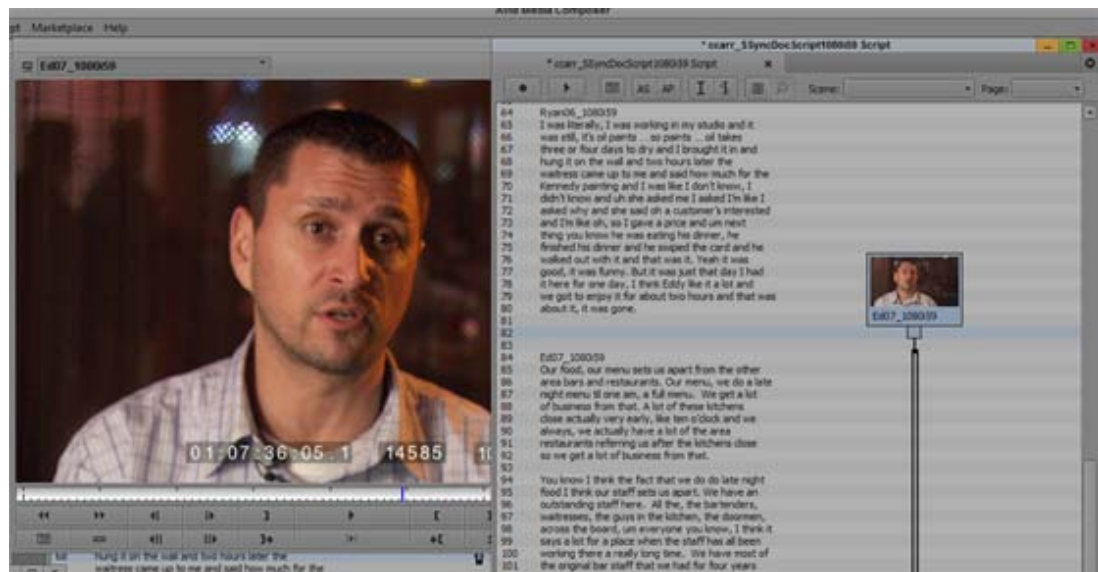 Avid Media Composer
pt Marketplace Help
* ccarr_SSyncDocScript1080i59 Script
Ed07_1080i59
* ccarr_SSyncDocScript1080i59 Script
AS AP
Scene:
Page:
64 Ryan06_1080i59
65 I was literally, I was working in my studio and it
66 was still, it's oil paints ... so paints ... oil takes
67 three or four days to dry and I brought it in and
68 hung it on the wall and two hours later the
69 waitress came up to me and said how much for the
70 Kennedy painting and I was like I don't know, I
71 didn't know and uh she asked me I asked I'm like I
72 asked why and she said oh a customer's interested
73 and I'm like oh, so I gave a price and um next
74 thing you know he was eating his dinner, he
75 finished his dinner and he swiped the card and he
76 walked out with it and that was it. Yeah it was
77 good, it was funny. But it was just that day I had
78 it here for one day, I think Eddy like it a lot and
79 we got to enjoy it for about two hours and that was
80 about it, it was gone.
81
82
83
Ed07_1080i59
84 Ed07_1080i59
85 Our food, our menu sets us apart from the other
86 area bars and restaurants. Our menu, we do a late
87 night menu til one am, a full menu. We get a lot
88 of business from that. A lot of these kitchens
89 close actually very early, like ten o'clock and we
90 always, we actually have a lot of the area
91 restaurants referring us after the kitchens close
92 so we get a lot of business from that.
93
94 You know I think the fact that we do do late night
95 food I think our staff sets us apart. We have an
96 outstanding staff here. All the, the bartenders,
97 waitresses, the guys in the kitchen, the doormen,
98 across the board, um everyone you know, I think it
99 says a lot for a place when the staff has all been
100 working there a really long time. We have most of
101 the original bar staff that we had for four years
01:07:36:05.1 14585 10
68 hung it on the wall and two hours later the
waitress came up to me and said how much for the